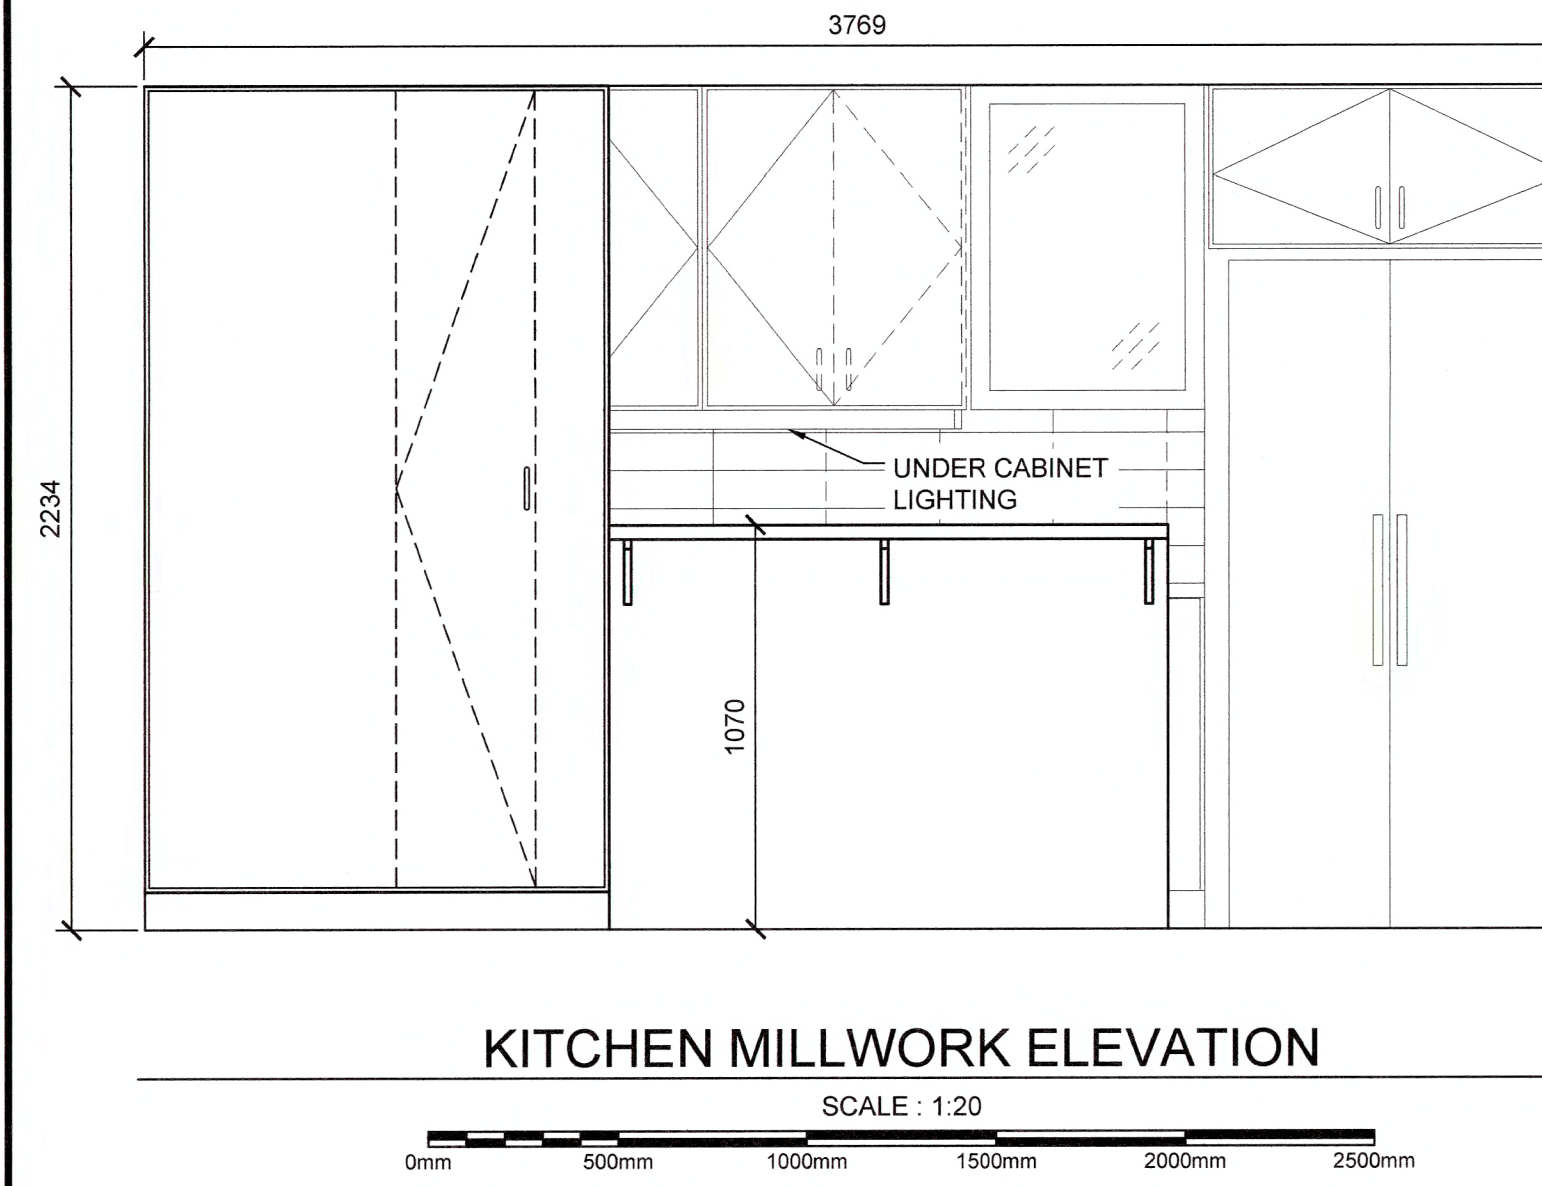 3769
UNDER CABINET
LIGHTING
2234
1070
KITCHEN MILLWORK ELEVATION
SCALE : 1:20
0mm 500mm 1000mm 1500mm 2000mm 2500mm